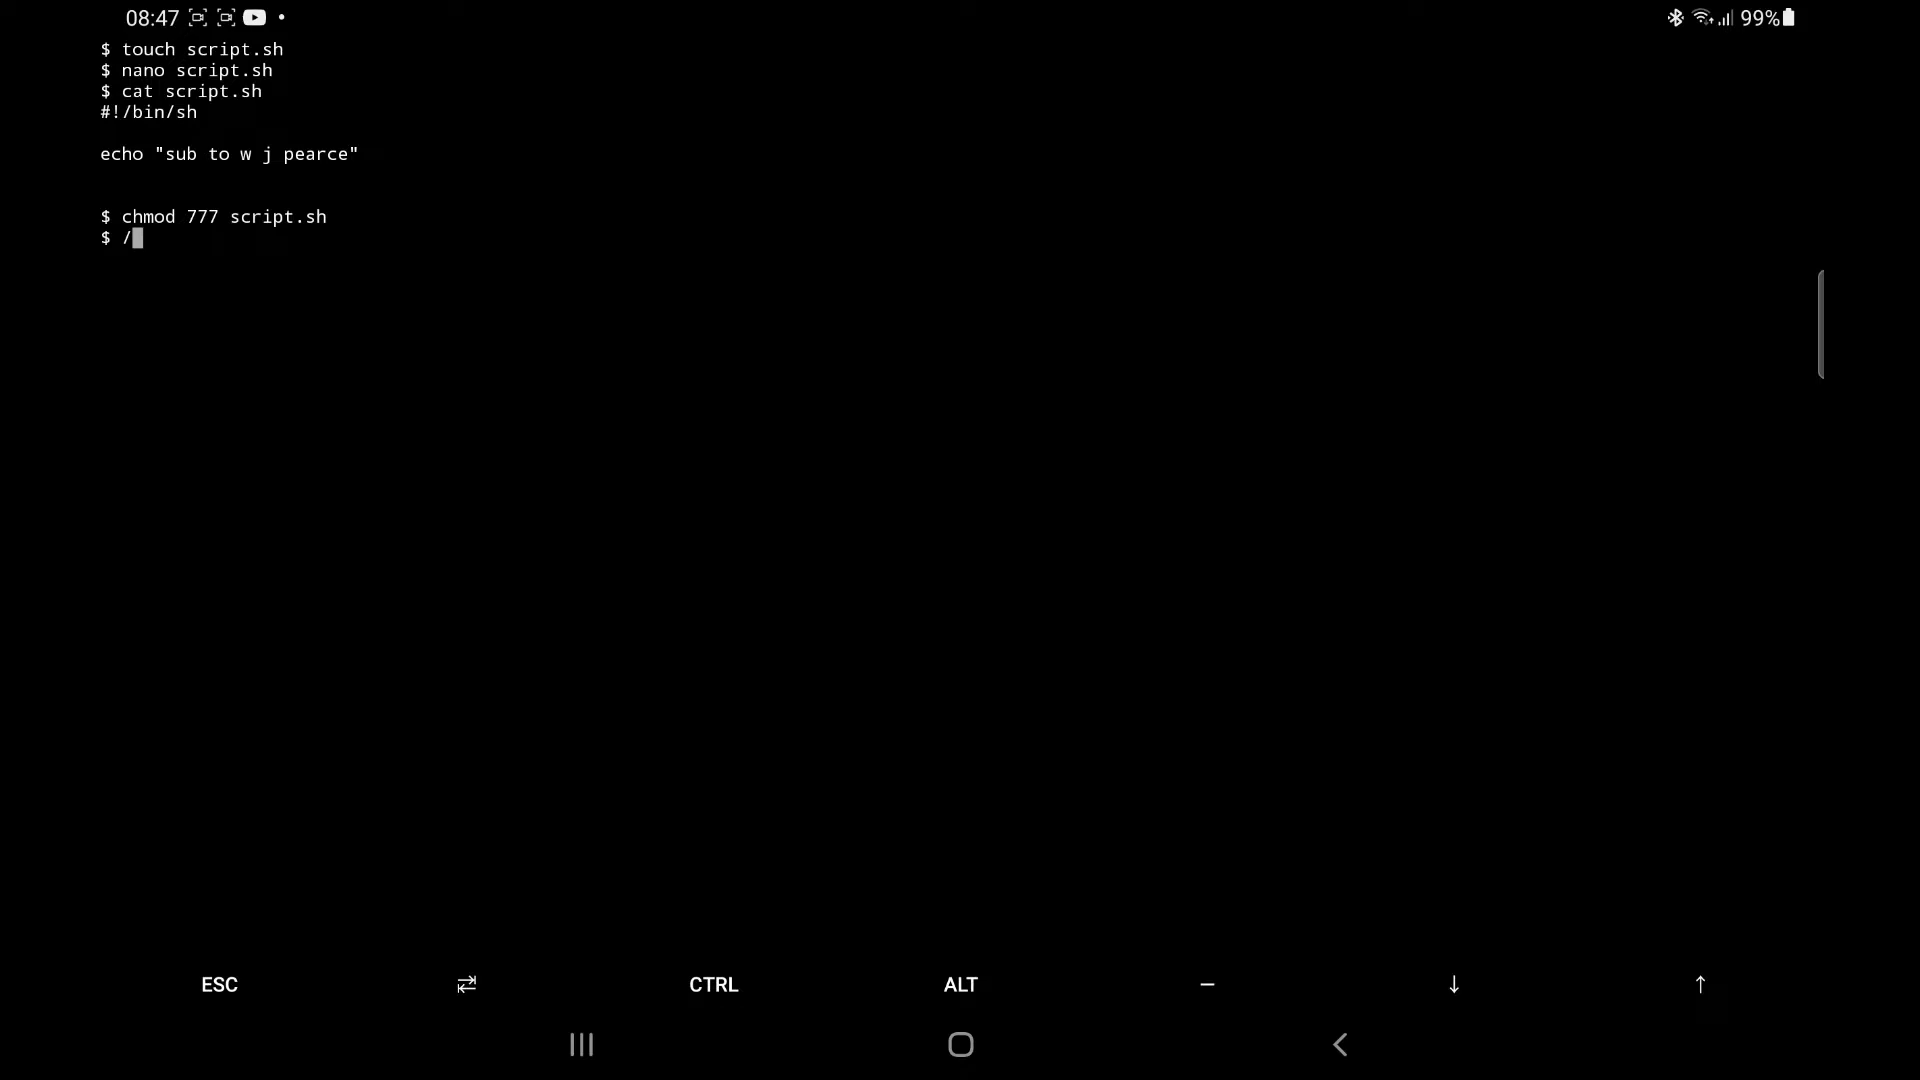 08:47
99%
$ touch script.sh
$ nano script.sh
$ cat script.sh
#!/bin/sh
echo "sub to w j pearce"
$ chmod 777 script.sh
$ /
ESC ⇄ CTRL ALT — ↓ ↑